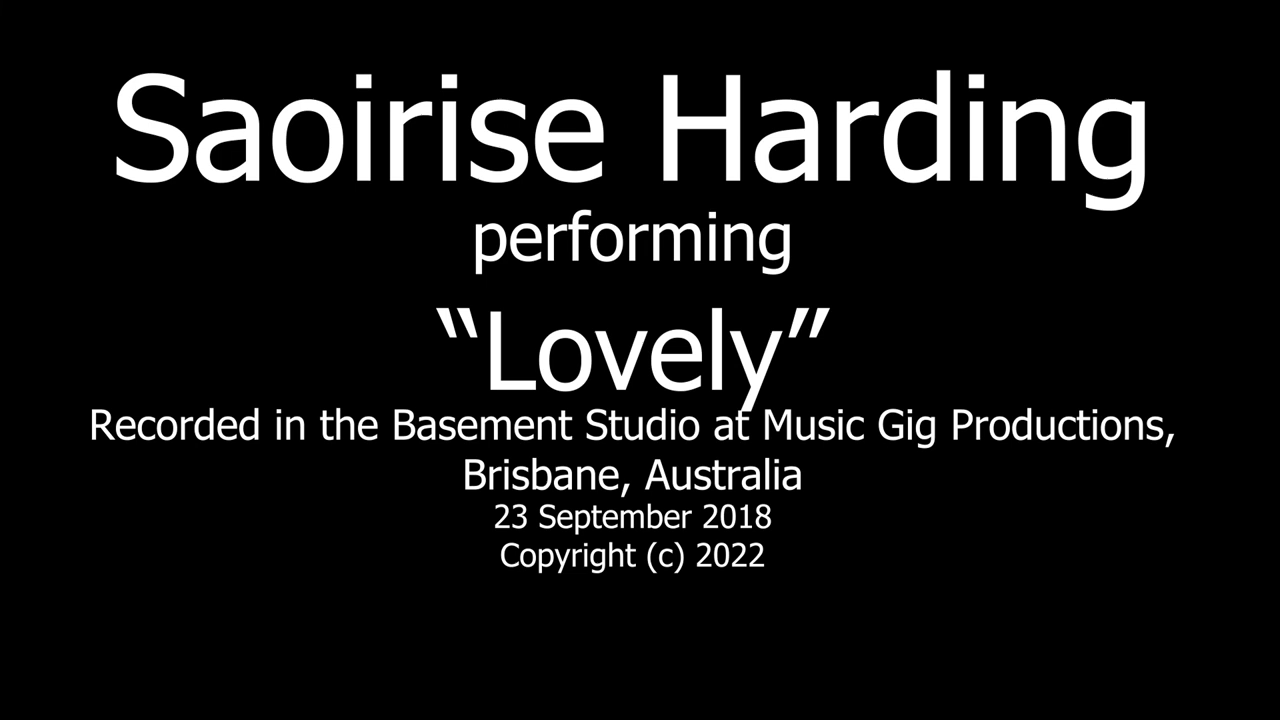 Saoirise Harding
performing
“Lovely”
Recorded in the Basement Studio at Music Gig Productions,
Brisbane, Australia
23 September 2018
Copyright (c) 2022